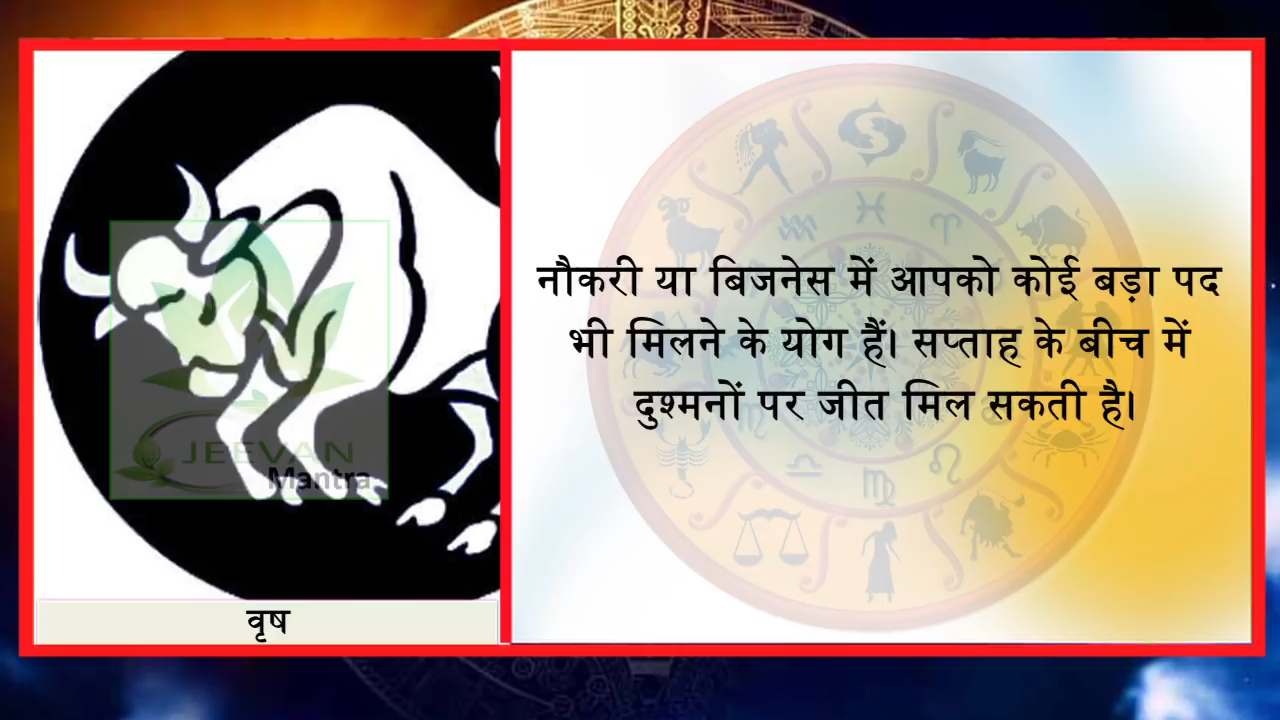 नौकरी या बिजनेस में आपको कोई बड़ा पद
भी मिलने के योग हैं। सप्ताह के बीच में
दुश्मनों पर जीत मिल सकती है।
JEEVAN
Mantra
वृष